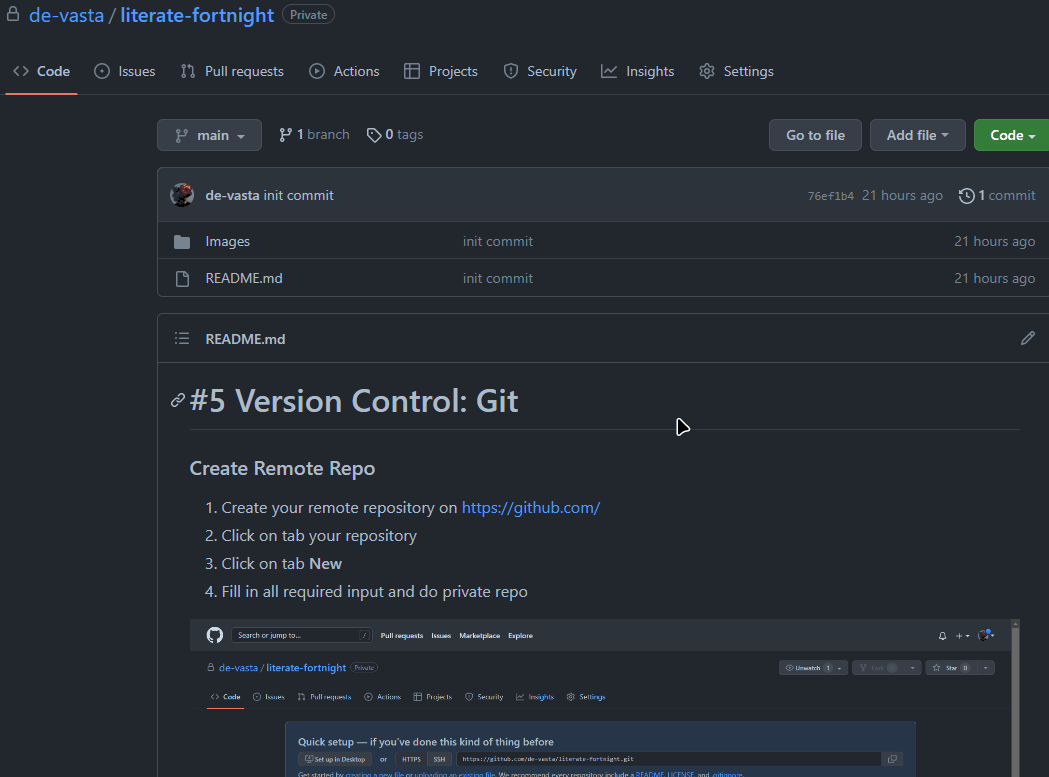 de-vasta / literate-fortnight Private
Code Issues Pull requests Actions Projects Security Insights Settings
main 1 branch 0 tags Go to file Add file Code
de-vasta init commit 76ef1b4 21 hours ago 1 commit
Images init commit 21 hours ago
README.md init commit 21 hours ago
README.md
#5 Version Control: Git
Create Remote Repo
1. Create your remote repository on https://github.com/
2. Click on tab your repository
3. Click on tab New
4. Fill in all required input and do private repo
Search or jump to... / Pull requests Issues Marketplace Explore
de-vasta / literate-fortnight Private Unwatch 1 Fork 0 Star 0
Code Issues Pull requests Actions Projects Security Insights Settings
Quick setup — if you've done this kind of thing before
Set up in Desktop or HTTPS SSH https://github.com/de-vasta/literate-fortnight.git
Get started by creating a new file or uploading an existing file. We recommend every repository include a README, LICENSE, and .gitignore.